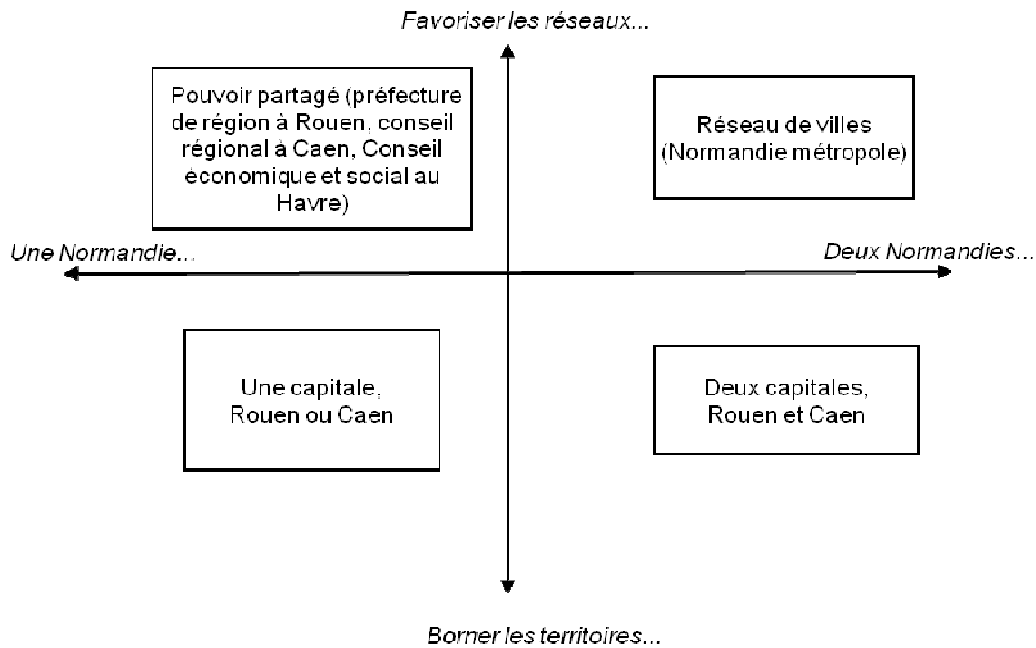 Favoriser les réseaux...
Pouvoir partagé (préfecture
de région à Rouen, conseil
régional à Caen, Conseil
économique et social au
Havre)
Réseau de villes
(Normandie métropole)
Une Normandie...
Deux Normandies...
Une capitale,
Rouen ou Caen
Deux capitales,
Rouen et Caen
Borner les territoires...